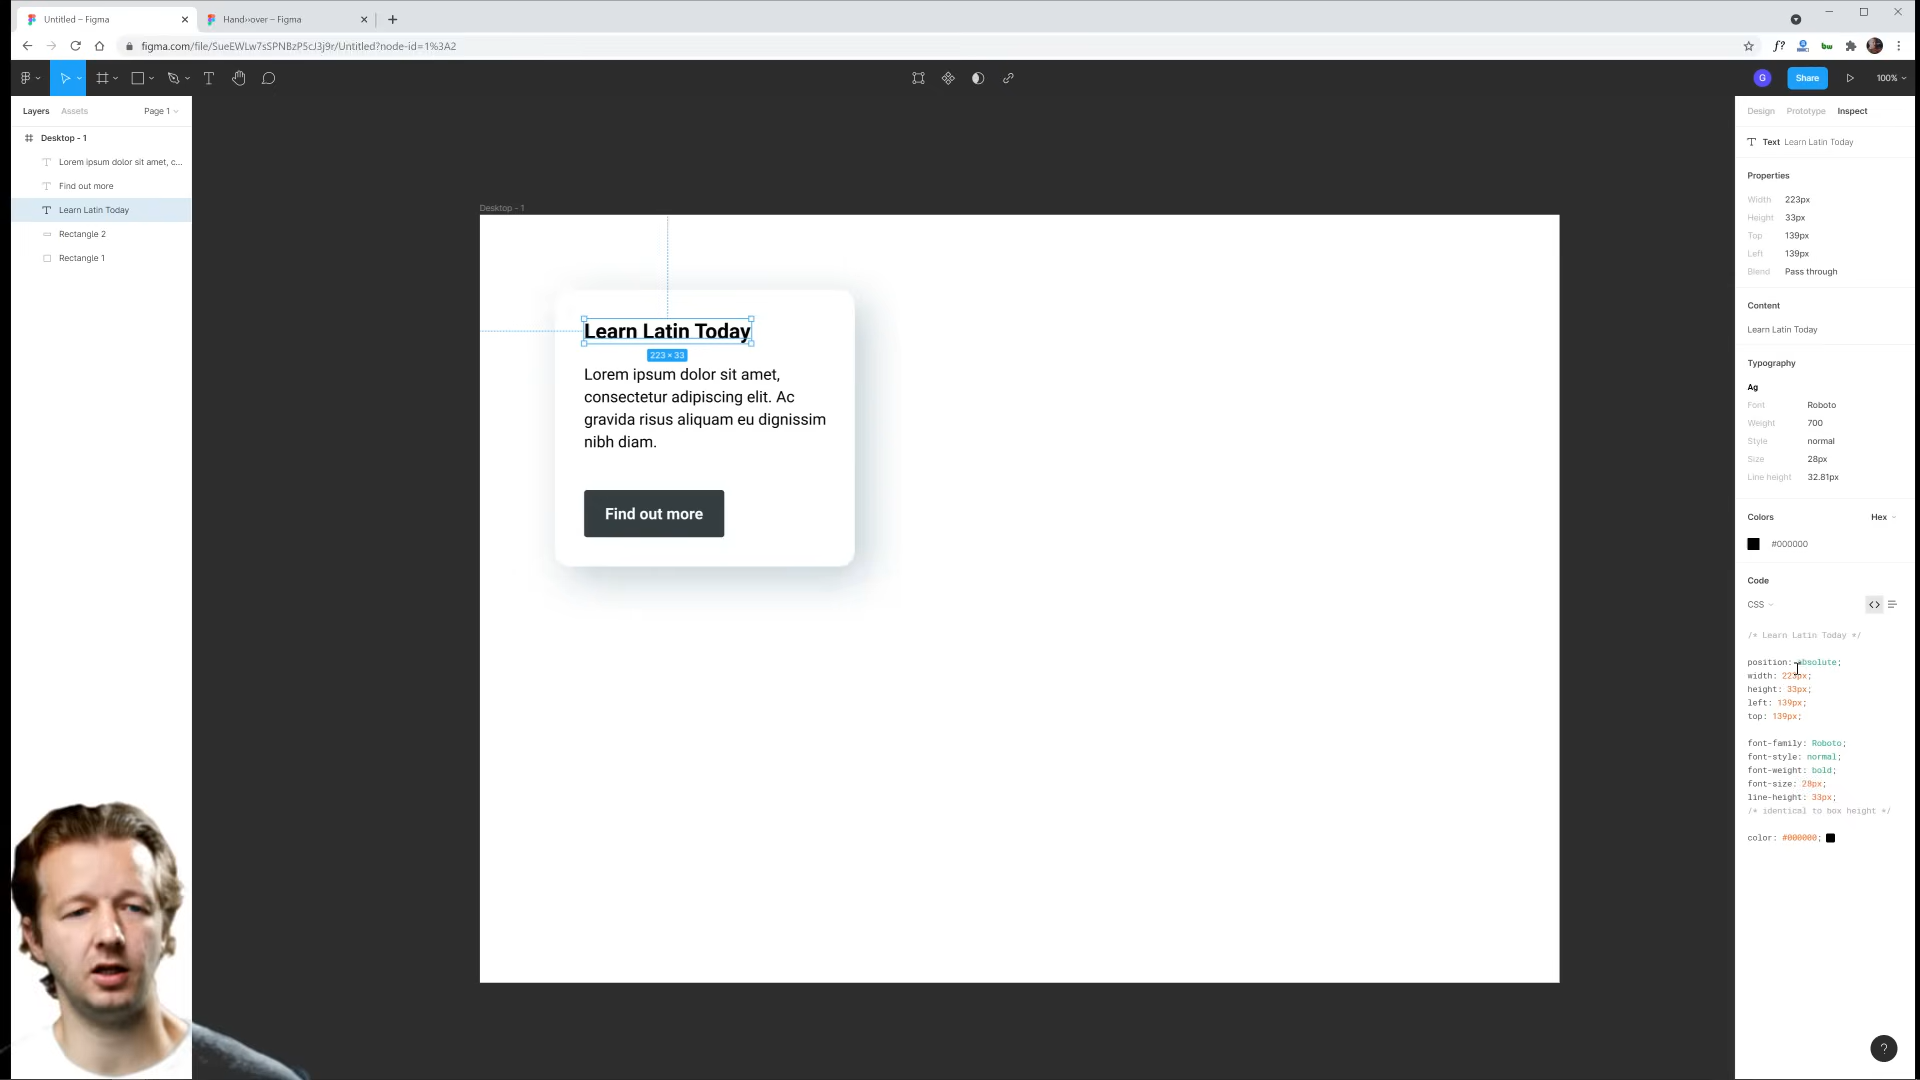 Untitled – Figma
Hand››over – Figma
figma.com/file/SueEWLw7sSPNBzP5cJ3j9r/Untitled?node-id=1%3A2
f?
bw
G
Share
100%
Layers
Assets
Page 1
Desktop - 1
Lorem ipsum dolor sit amet, c...
Find out more
Learn Latin Today
Rectangle 2
Rectangle 1
Desktop - 1
Learn Latin Today
223 × 33
Lorem ipsum dolor sit amet,
consectetur adipiscing elit. Ac
gravida risus aliquam eu dignissim
nibh diam.
Find out more
Design
Prototype
Inspect
Text Learn Latin Today
Properties
Width 223px
Height 33px
Top 139px
Left 139px
Blend Pass through
Content
Learn Latin Today
Typography
Ag
Font Roboto
Weight 700
Style normal
Size 28px
Line height 32.81px
Colors
Hex
#000000
Code
CSS
/* Learn Latin Today */
position: absolute;
width: 223px;
height: 33px;
left: 139px;
top: 139px;
font-family: Roboto;
font-style: normal;
font-weight: bold;
font-size: 28px;
line-height: 33px;
/* identical to box height */
color: #000000;
?